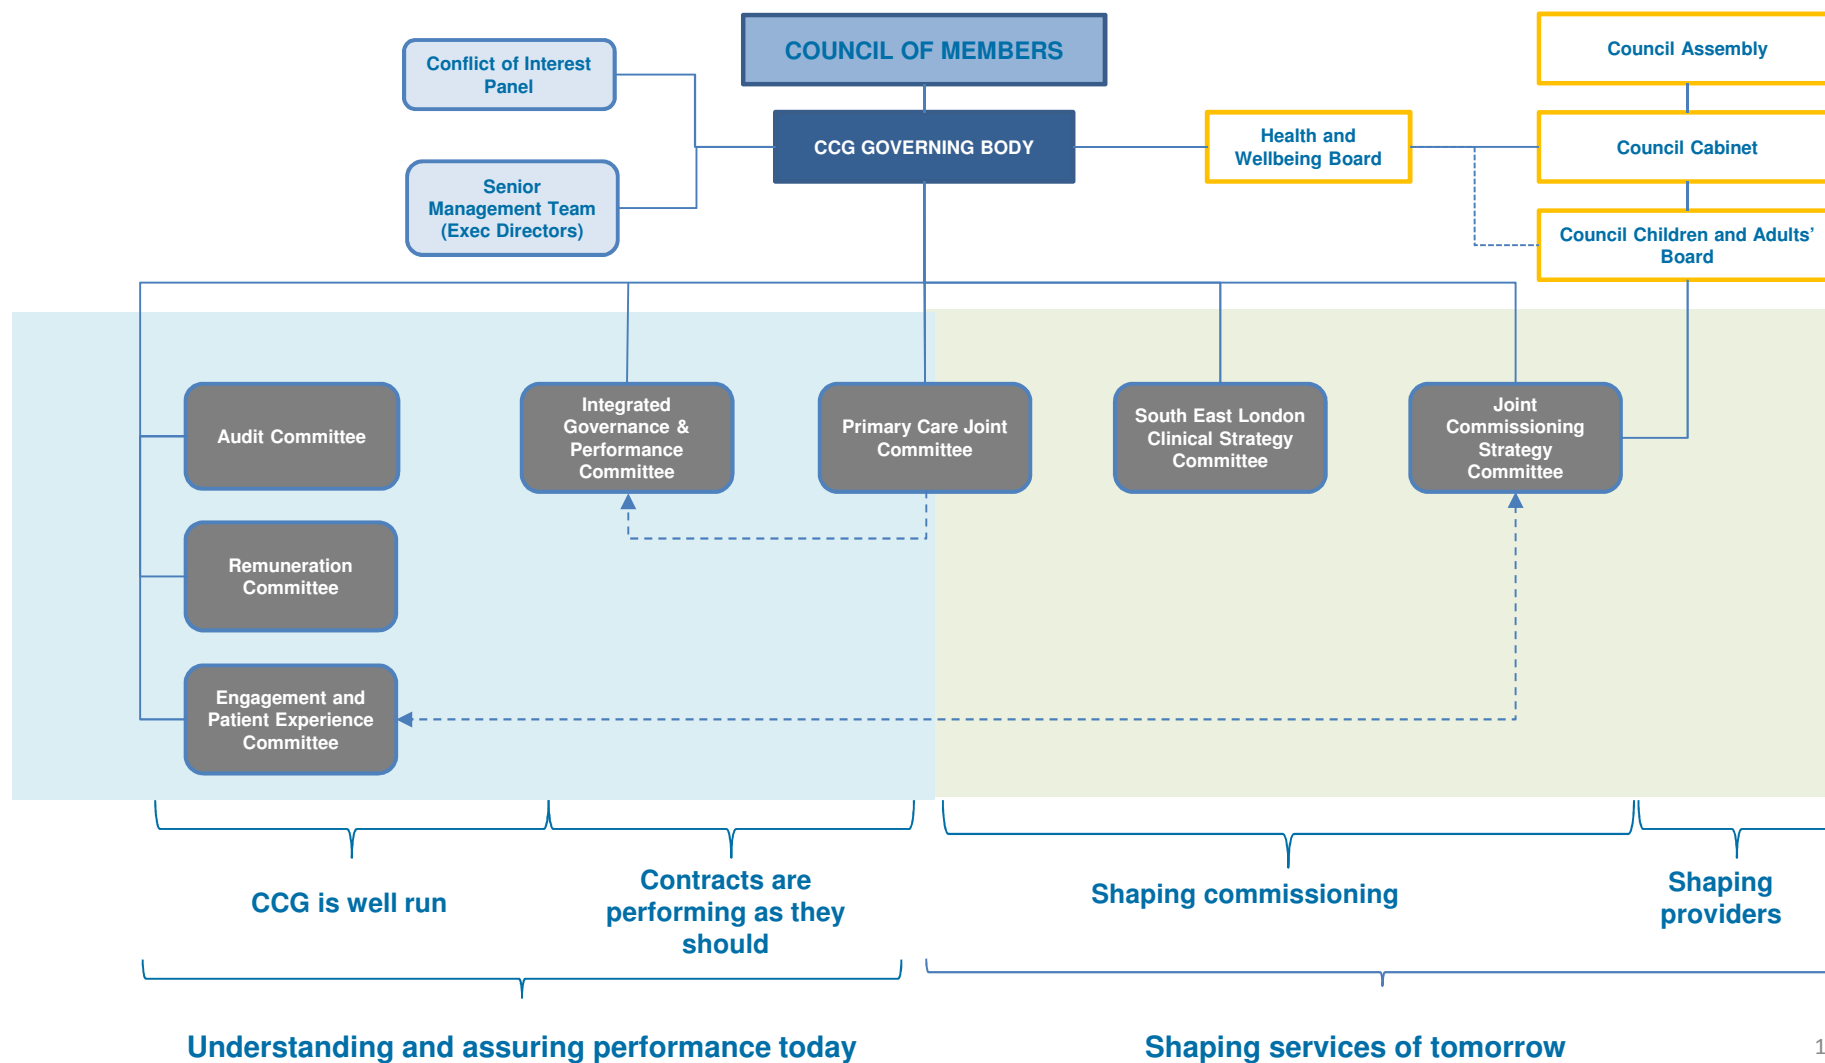 COUNCIL OF MEMBERS
Conflict of Interest
Panel
Council Assembly
CCG GOVERNING BODY
Health and
Wellbeing Board
Council Cabinet
Senior
Management Team
(Exec Directors)
Council Children and Adults’
Board
Audit Committee
Integrated
Governance &
Performance
Committee
Primary Care Joint
Committee
South East London
Clinical Strategy
Committee
Joint
Commissioning
Strategy
Committee
Remuneration
Committee
Engagement and
Patient Experience
Committee
CCG is well run
Contracts are
performing as they
should
Shaping commissioning
Shaping
providers
Understanding and assuring performance today
Shaping services of tomorrow
1